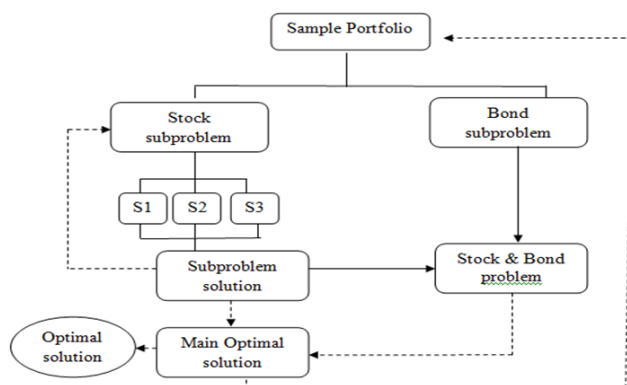 Sample Portfolio
Stock
subproblem
Bond
subproblem
S1
S2
S3
Subproblem
solution
Stock & Bond
problem
Optimal
solution
Main Optimal
solution